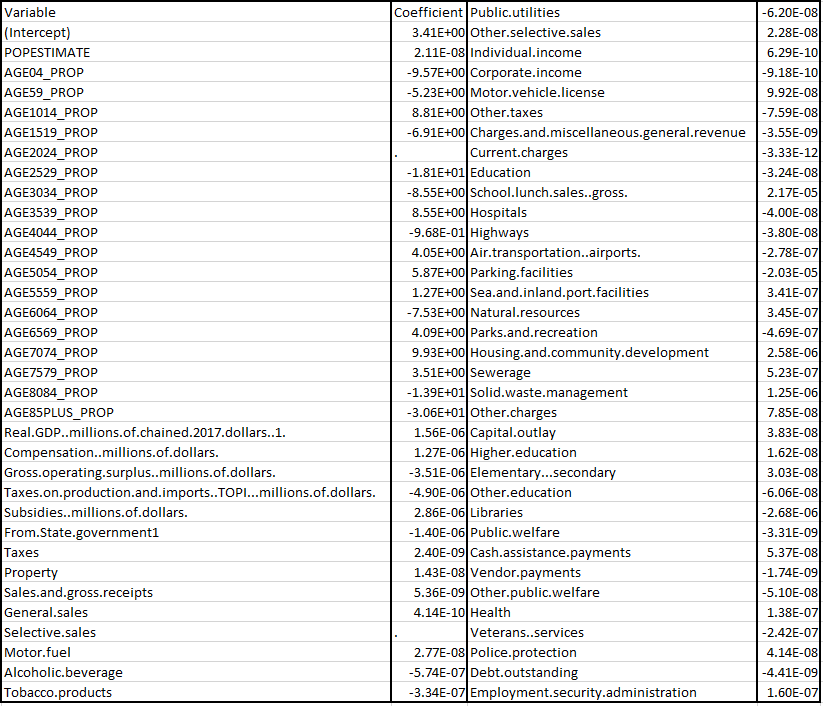 Variable Coefficient Public.utilities -6.20E-08
(Intercept) 3.41E+00 Other.selective.sales 2.28E-08
POPESTIMATE 2.11E-08 Individual.income 6.29E-10
AGE04_PROP -9.57E+00 Corporate.income -9.18E-10
AGE59_PROP -5.23E+00 Motor.vehicle.license 9.92E-08
AGE1014_PROP 8.81E+00 Other.taxes -7.59E-08
AGE1519_PROP -6.91E+00 Charges.and.miscellaneous.general.revenue -3.55E-09
AGE2024_PROP . Current.charges -3.33E-12
AGE2529_PROP -1.81E+01 Education -3.24E-08
AGE3034_PROP -8.55E+00 School.lunch.sales..gross. 2.17E-05
AGE3539_PROP 8.55E+00 Hospitals -4.00E-08
AGE4044_PROP -9.68E-01 Highways -3.80E-08
AGE4549_PROP 4.05E+00 Air.transportation..airports. -2.78E-07
AGE5054_PROP 5.87E+00 Parking.facilities -2.03E-05
AGE5559_PROP 1.27E+00 Sea.and.inland.port.facilities 3.41E-07
AGE6064_PROP -7.53E+00 Natural.resources 3.45E-07
AGE6569_PROP 4.09E+00 Parks.and.recreation -4.69E-07
AGE7074_PROP 9.93E+00 Housing.and.community.development 2.58E-06
AGE7579_PROP 3.51E+00 Sewerage 5.23E-07
AGE8084_PROP -1.39E+01 Solid.waste.management 1.25E-06
AGE85PLUS_PROP -3.06E+01 Other.charges 7.85E-08
Real.GDP..millions.of.chained.2017.dollars..1. 1.56E-06 Capital.outlay 3.83E-08
Compensation..millions.of.dollars. 1.27E-06 Higher.education 1.62E-08
Gross.operating.surplus..millions.of.dollars. -3.51E-06 Elementary...secondary 3.03E-08
Taxes.on.production.and.imports..TOPI...millions.of.dollars. -4.90E-06 Other.education -6.06E-08
Subsidies..millions.of.dollars. 2.86E-06 Libraries -2.68E-06
From.State.government1 -1.40E-06 Public.welfare -3.31E-09
Taxes 2.40E-09 Cash.assistance.payments 5.37E-08
Property 1.43E-08 Vendor.payments -1.74E-09
Sales.and.gross.receipts 5.36E-09 Other.public.welfare -5.10E-08
General.sales 4.14E-10 Health 1.38E-07
Selective.sales . Veterans..services -2.42E-07
Motor.fuel 2.77E-08 Police.protection 4.14E-08
Alcoholic.beverage -5.74E-07 Debt.outstanding -4.41E-09
Tobacco.products -3.34E-07 Employment.security.administration 1.60E-07